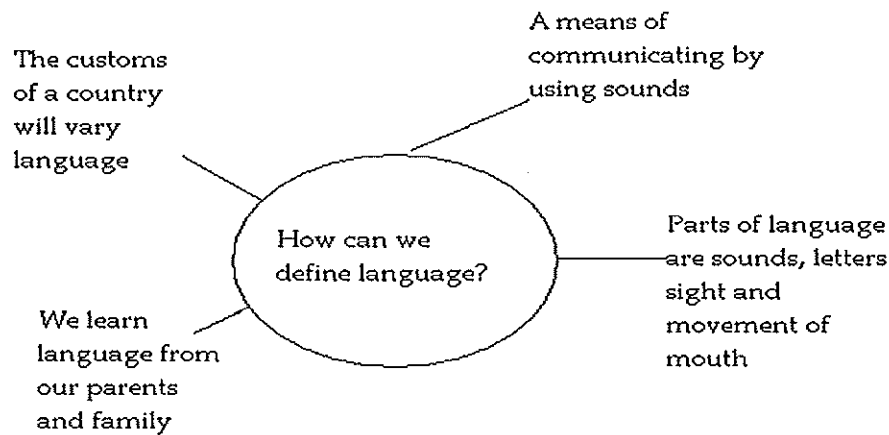 A means of
communicating by
using sounds
The customs
of a country
will vary
language
How can we
define language?
Parts of language
are sounds, letters
sight and
movement of
mouth
We learn
language from
our parents
and family